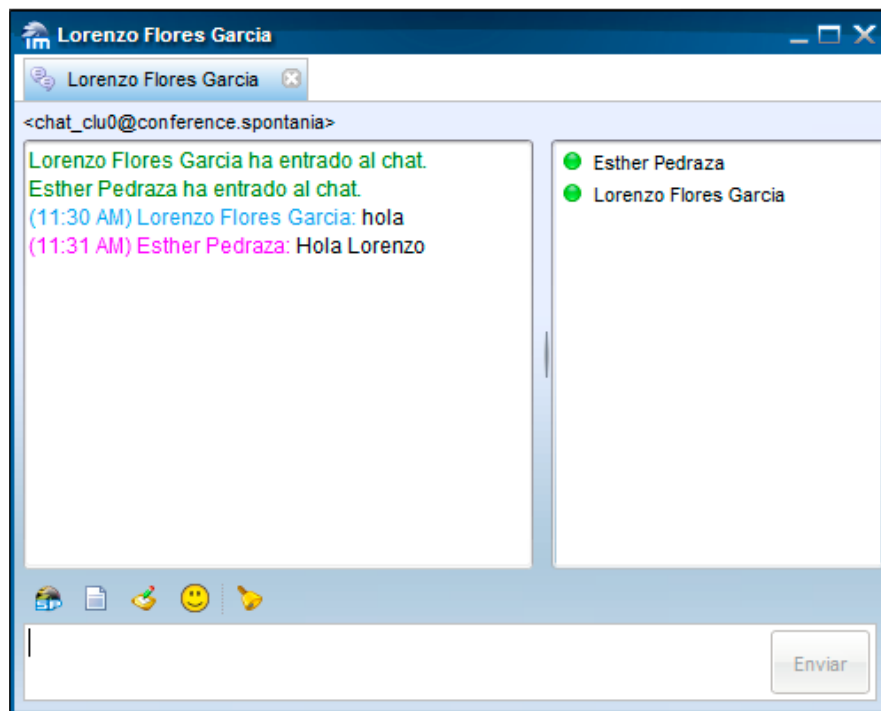 im Lorenzo Flores Garcia
Lorenzo Flores Garcia
<chat_clu0@conference.spontania>
Lorenzo Flores Garcia ha entrado al chat.
Esther Pedraza ha entrado al chat.
(11:30 AM) Lorenzo Flores Garcia: hola
(11:31 AM) Esther Pedraza: Hola Lorenzo
Esther Pedraza
Lorenzo Flores Garcia
Enviar